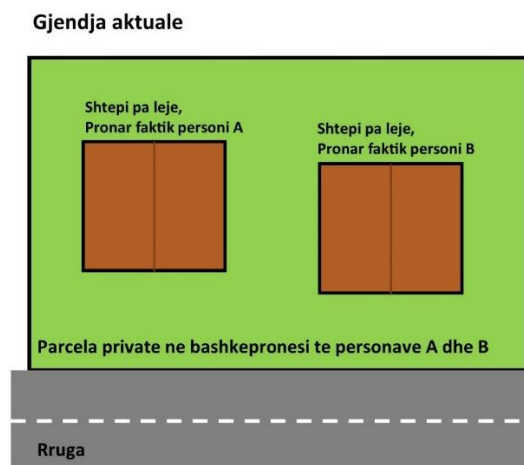 Gjendja aktuale
Shtepi pa leje,
Pronar faktik personi A
Shtepi pa leje,
Pronar faktik personi B
Parcela private ne bashkepronesi te personave A dhe B
Rruga